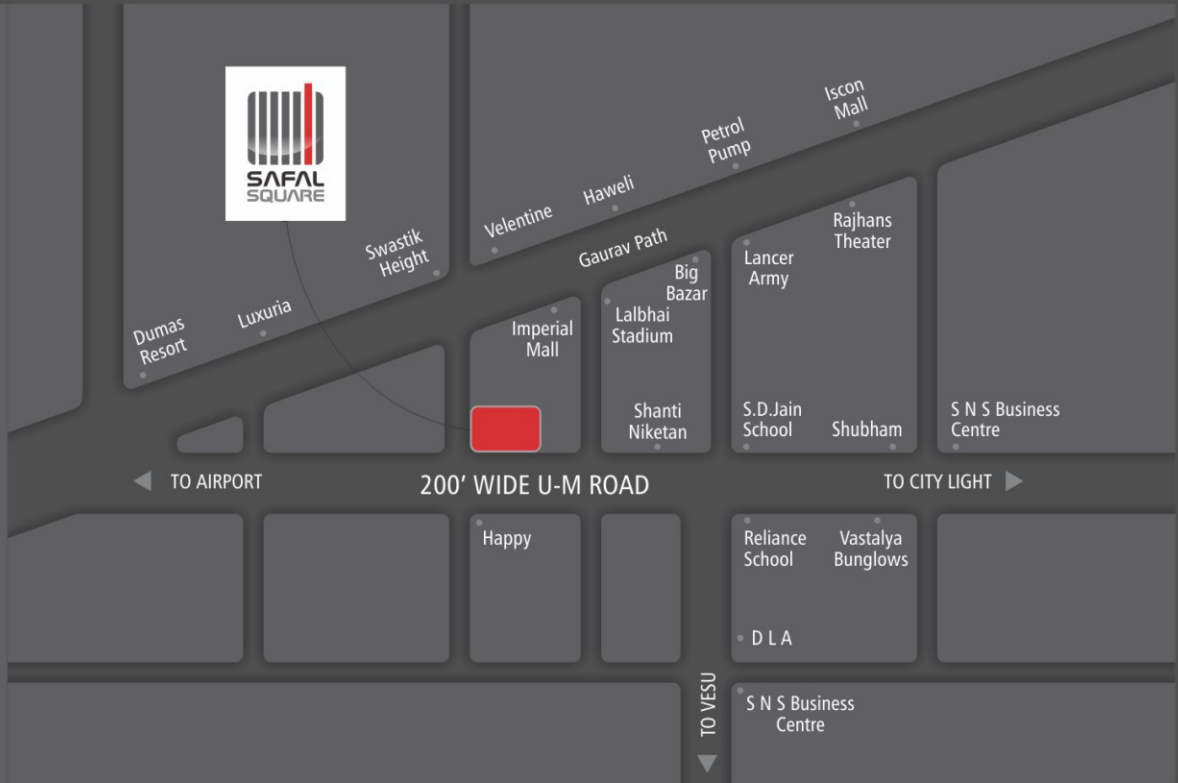 SAFAL
SQUARE
Iscon
Mall
Petrol
Pump
Haweli
Velentine
Swastik
Height
Luxuria
Dumas
Resort
Gaurav Path
Rajhans
Theater
Lancer
Army
Big
Bazar
Lalbhai
Stadium
Imperial
Mall
Shanti
Niketan
S.D.Jain
School
Shubham
S N S Business
Centre
TO AIRPORT
200' WIDE U-M ROAD
TO CITY LIGHT
Happy
Reliance
School
Vastalya
Bunglows
D L A
TO VESU
S N S Business
Centre